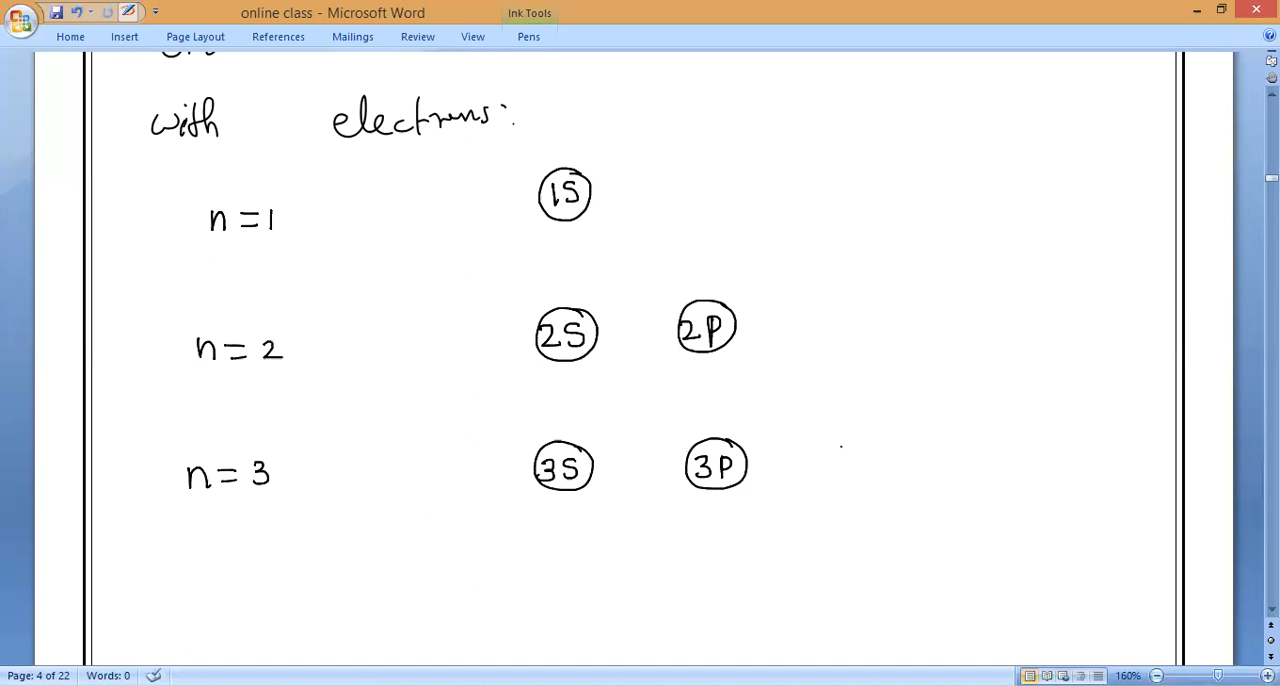 online class - Microsoft Word
Ink Tools
Home Insert Page Layout References Mailings Review View Pens
with electrons:
1S
n = 1
2S 2P
n = 2
3S 3P
n = 3
Page: 4 of 22 Words: 0 160%